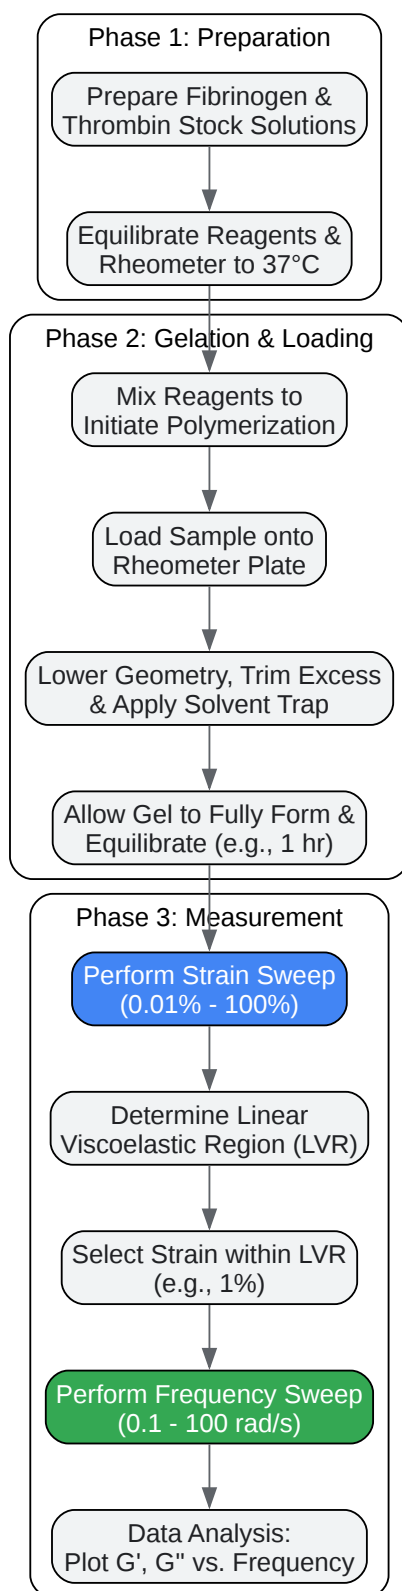 Phase 1: Preparation
Prepare Fibrinogen &
Thrombin Stock Solutions
Equilibrate Reagents &
Rheometer to 37°C
Phase 2: Gelation & Loading
Mix Reagents to
Initiate Polymerization
Load Sample onto
Rheometer Plate
Lower Geometry, Trim Excess
& Apply Solvent Trap
Allow Gel to Fully Form &
Equilibrate (e.g., 1 hr)
Phase 3: Measurement
Perform Strain Sweep
(0.01% - 100%)
Determine Linear
Viscoelastic Region (LVR)
Select Strain within LVR
(e.g., 1%)
Perform Frequency Sweep
(0.1 - 100 rad/s)
Data Analysis:
Plot G', G" vs. Frequency